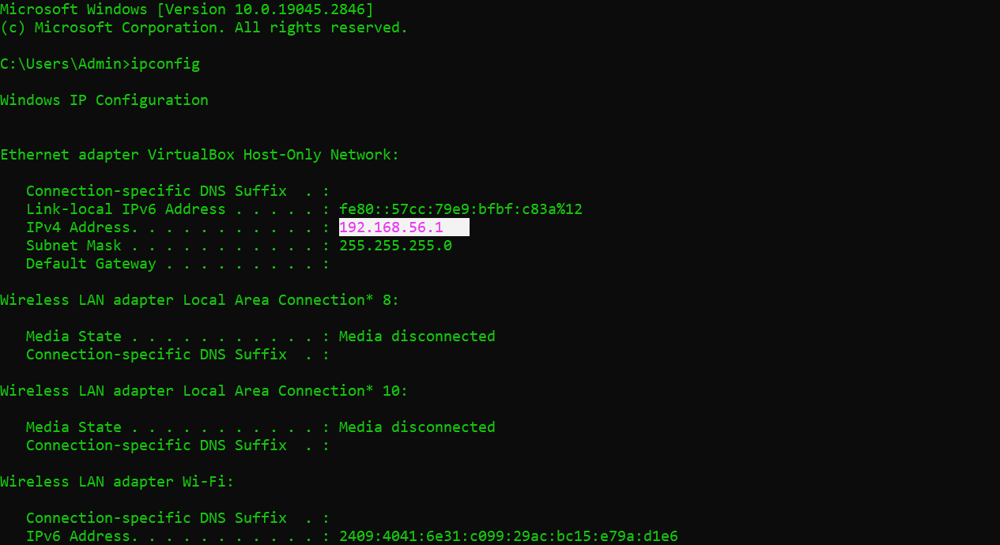 Microsoft Windows [Version 10.0.19045.2846]
(c) Microsoft Corporation. All rights reserved.
C:\Users\Admin>ipconfig
Windows IP Configuration
Ethernet adapter VirtualBox Host-Only Network:
Connection-specific DNS Suffix  . :
Link-local IPv6 Address . . . . . : fe80::57cc:79e9:bfbf:c83a%12
IPv4 Address. . . . . . . . . . . : 192.168.56.1
Subnet Mask . . . . . . . . . . . : 255.255.255.0
Default Gateway . . . . . . . . . :
Wireless LAN adapter Local Area Connection* 8:
Media State . . . . . . . . . . . : Media disconnected
Connection-specific DNS Suffix  . :
Wireless LAN adapter Local Area Connection* 10:
Media State . . . . . . . . . . . : Media disconnected
Connection-specific DNS Suffix  . :
Wireless LAN adapter Wi-Fi:
Connection-specific DNS Suffix  . :
IPv6 Address. . . . . . . . . . . : 2409:4041:6e31:c099:29ac:bc15:e79a:d1e6